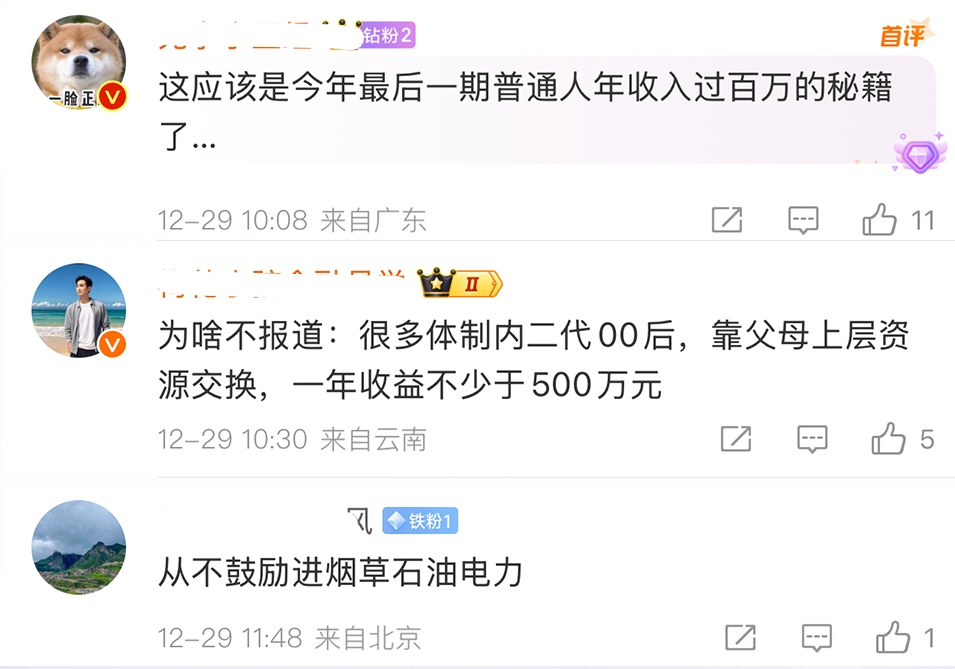 钻粉2
首评
一脸正
V
这应该是今年最后一期普通人年收入过百万的秘籍
了...
12-29 10:08 来自广东
11
II
V
为啥不报道：很多体制内二代00后，靠父母上层资
源交换，一年收益不少于500万元
12-29 10:30 来自云南
5
铁粉1
从不鼓励进烟草石油电力
12-29 11:48 来自北京
1